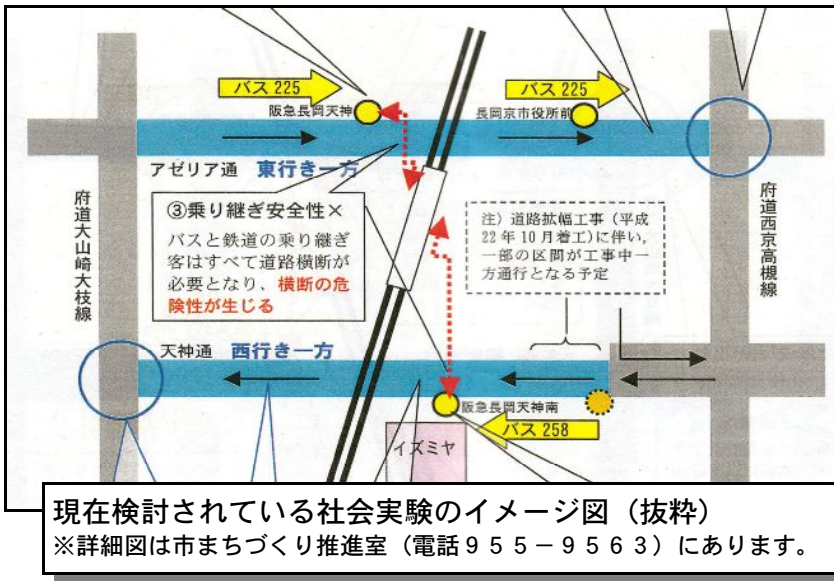 バス 225
バス 225
阪急長岡天神
長岡京市役所前
アゼリア通 東行き一方
府道大山崎大枝線
③乗り継ぎ安全性×
バスと鉄道の乗り継ぎ
客はすべて道路横断が
必要となり、横断の危
険性が生じる
注）道路拡幅工事（平成
22 年 10 月着工）に伴い，
一部の区間が工事中一
方通行となる予定
府道西京高槻線
天神通 西行き一方
阪急長岡天神南
バス 258
イズミヤ
現在検討されている社会実験のイメージ図（抜粋）
※詳細図は市まちづくり推進室（電話９５５－９５６３）にあります。